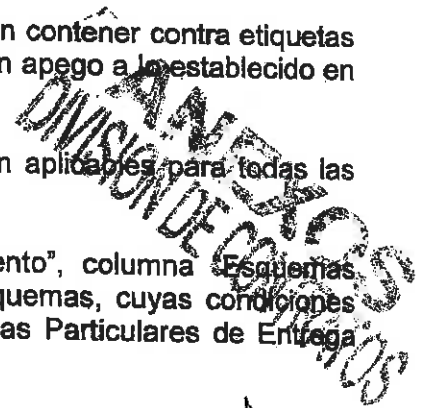 n contener contra etiquetas
n apego a lo establecido en
n aplicables para todas las
ento", columna Esquemas
quemas, cuyas condiciones
as Particulares de Entrega
ANEXOS
DIVISIÓN DE CONTRATOS